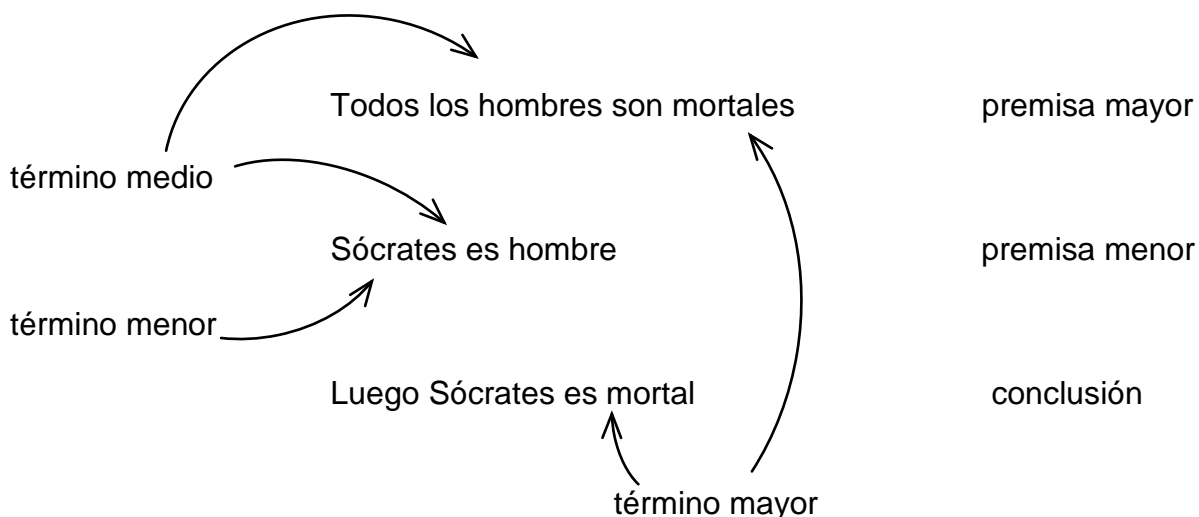 Todos los hombres son mortales premisa mayor
término medio
Sócrates es hombre premisa menor
término menor
Luego Sócrates es mortal conclusión
término mayor